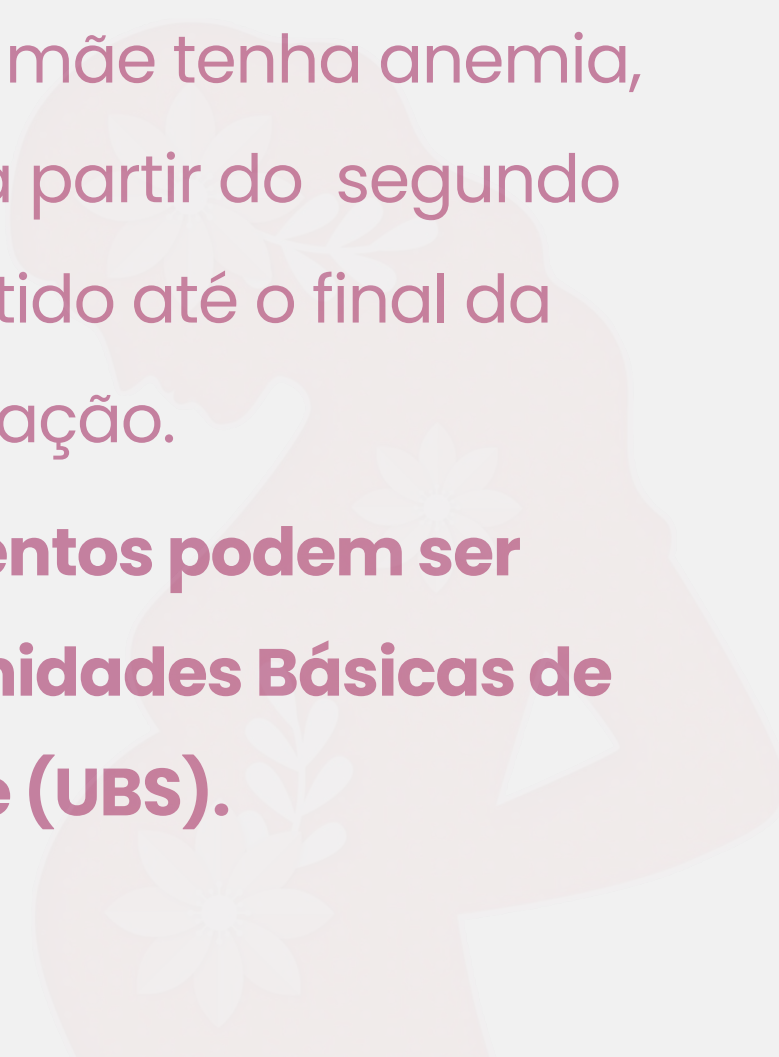 mãe tenha anemia,
a partir do segundo
tido até o final da
ação.
entos podem ser
nidades Básicas de
e (UBS).